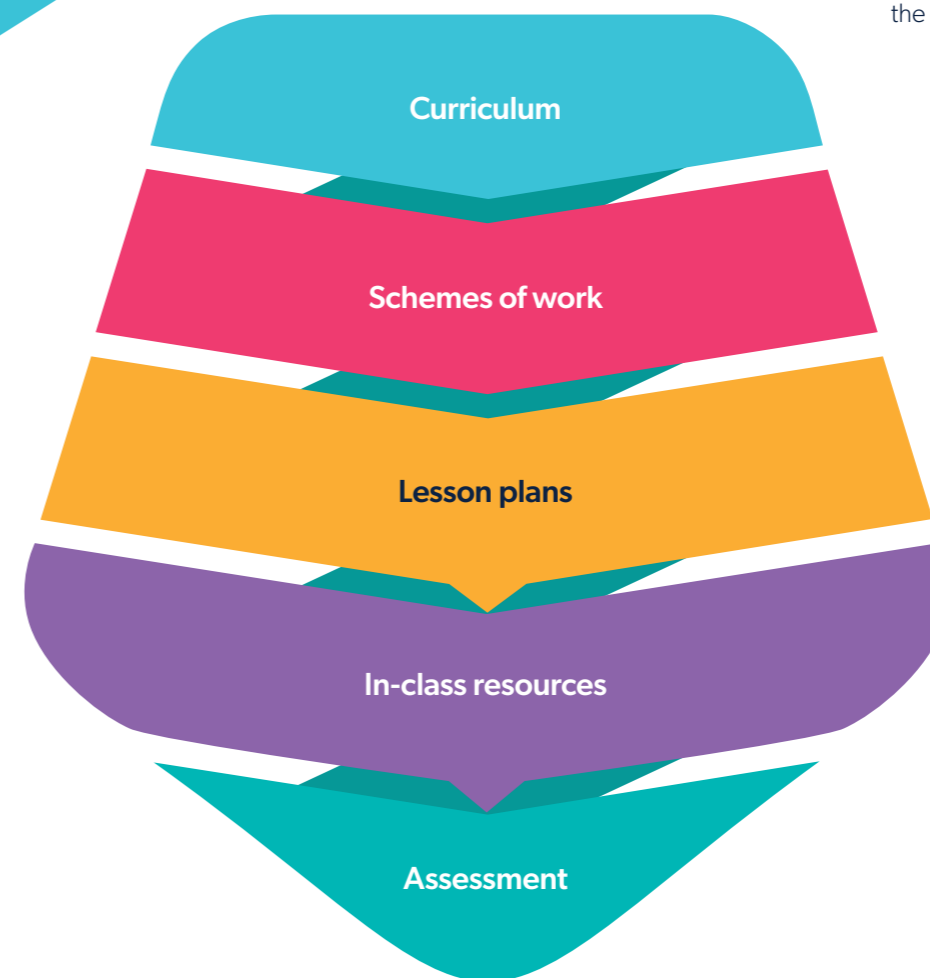 the
Curriculum
Schemes of work
Lesson plans
In-class resources
Assessment